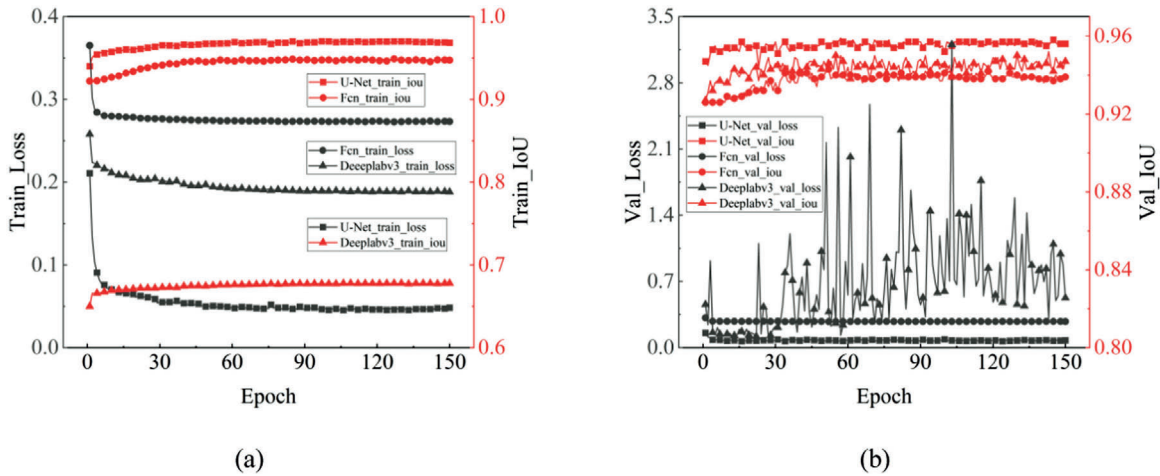 0.4
0.3
0.2
0.1
0.0
Train_Loss
1.0
0.9
0.8
0.7
0.6
Train_IoU
U-Net_train_iou
Fcn_train_iou
Fcn_train_loss
Deeeplabv3_train_loss
U-Net_train_loss
Deeplabv3_train_iou
0 30 60 90 120 150
Epoch
(a)
3.5
2.8
2.1
1.4
0.7
0.0
Val_Loss
0.96
0.92
0.88
0.84
0.80
Val_IoU
U-Net_val_loss
U-Net_val_iou
Fcn_val_loss
Fcn_val_iou
Deeplabv3_val_loss
Deeplabv3_val_iou
0 30 60 90 120 150
Epoch
(b)